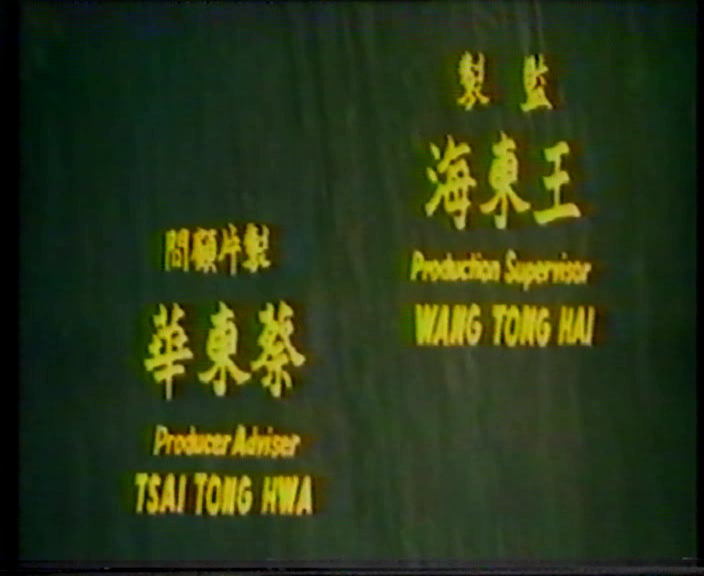 監製
王東海
Production Supervisor
WANG TONG HAI
製片顧問
蔡東華
Producer Adviser
TSAI TONG HWA